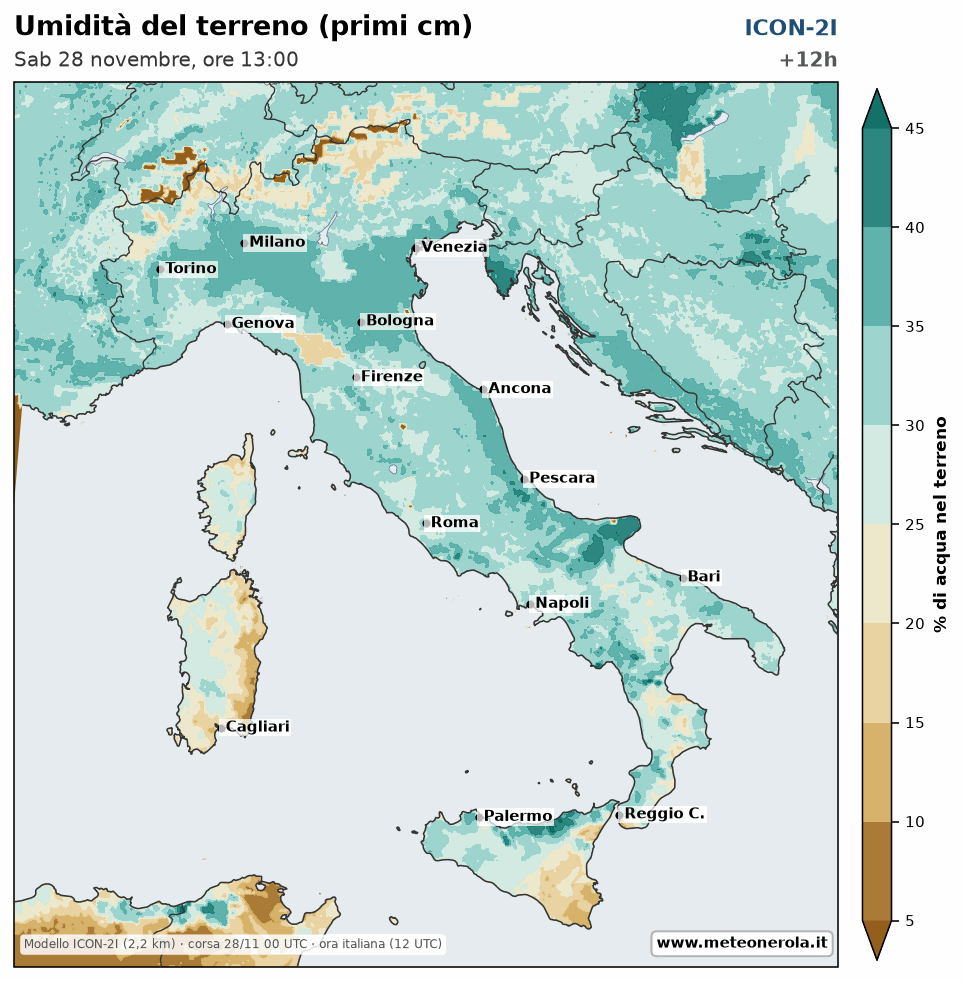 Umidità del terreno (primi cm)
ICON-2I
Sab 28 novembre, ore 13:00
+12h
45
40
35
30
25
20
15
10
5
% di acqua nel terreno
Milano
Venezia
Torino
Genova
Bologna
Firenze
Ancona
Pescara
Roma
Bari
Napoli
Cagliari
Palermo
Reggio C.
Modello ICON-2I (2,2 km) · corsa 28/11 00 UTC · ora italiana (12 UTC)
www.meteonerola.it